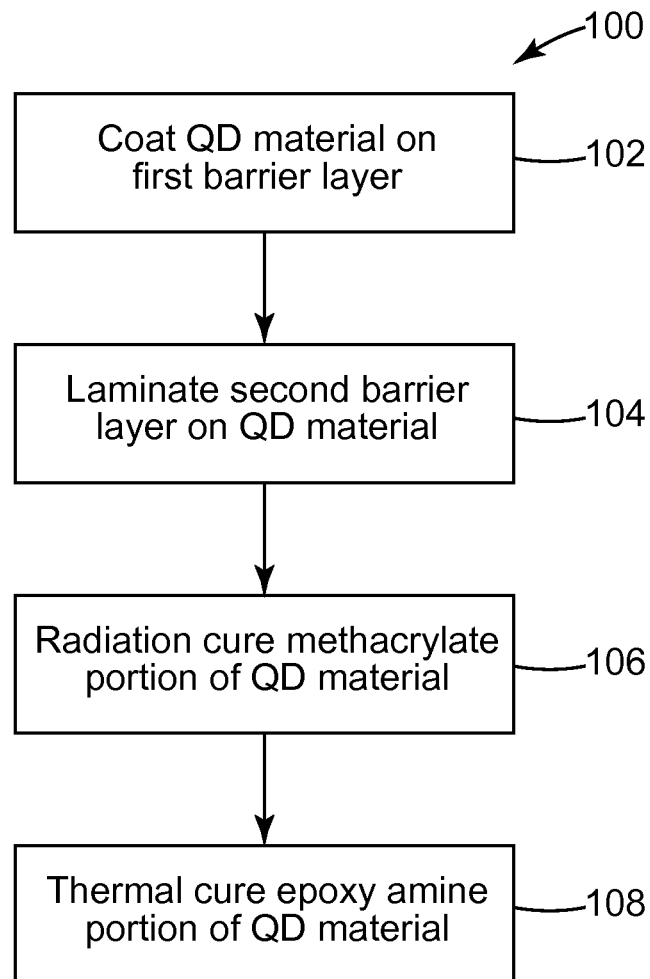 100
Coat QD material on
first barrier layer
102
Laminate second barrier
layer on QD material
104
Radiation cure methacrylate
portion of QD material
106
Thermal cure epoxy amine
portion of QD material
108